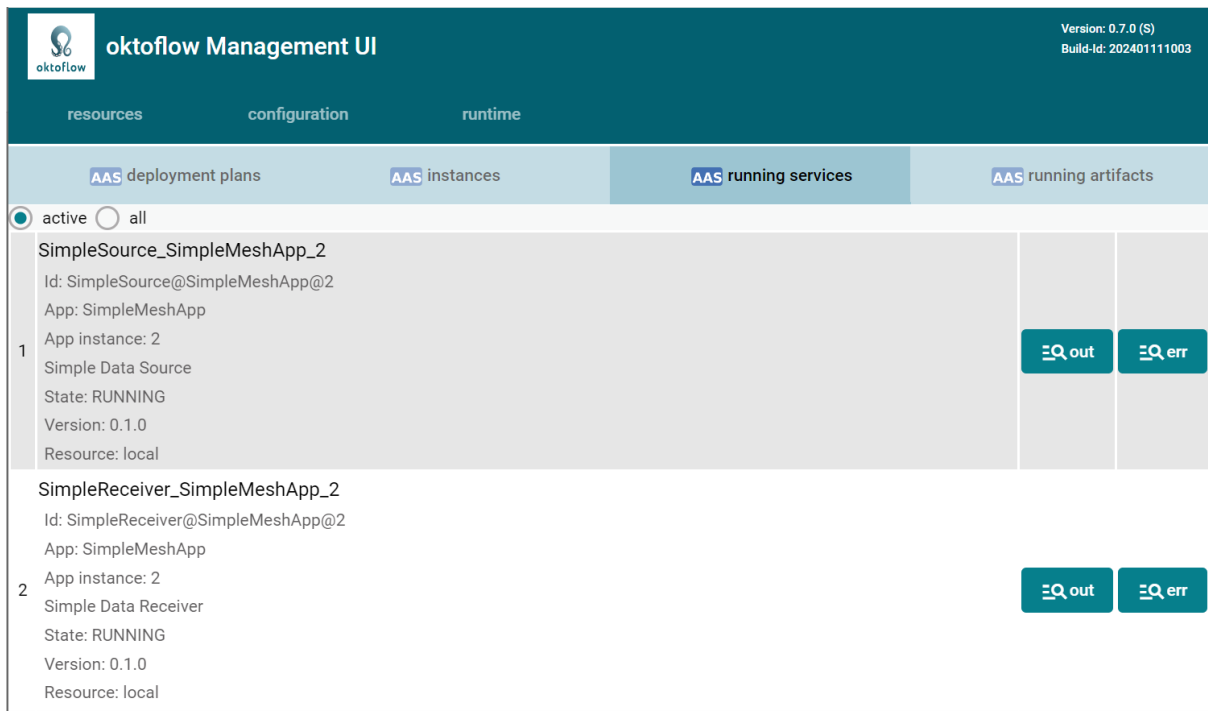 oktoflow
oktoflow Management UI
Version: 0.7.0 (S)
Build-Id: 202401111003
resources configuration runtime
AAS deployment plans AAS instances AAS running services AAS running artifacts
active all
SimpleSource_SimpleMeshApp_2
Id: SimpleSource@SimpleMeshApp@2
App: SimpleMeshApp
App instance: 2
1 out err
Simple Data Source
State: RUNNING
Version: 0.1.0
Resource: local
SimpleReceiver_SimpleMeshApp_2
Id: SimpleReceiver@SimpleMeshApp@2
App: SimpleMeshApp
App instance: 2
2 out err
Simple Data Receiver
State: RUNNING
Version: 0.1.0
Resource: local